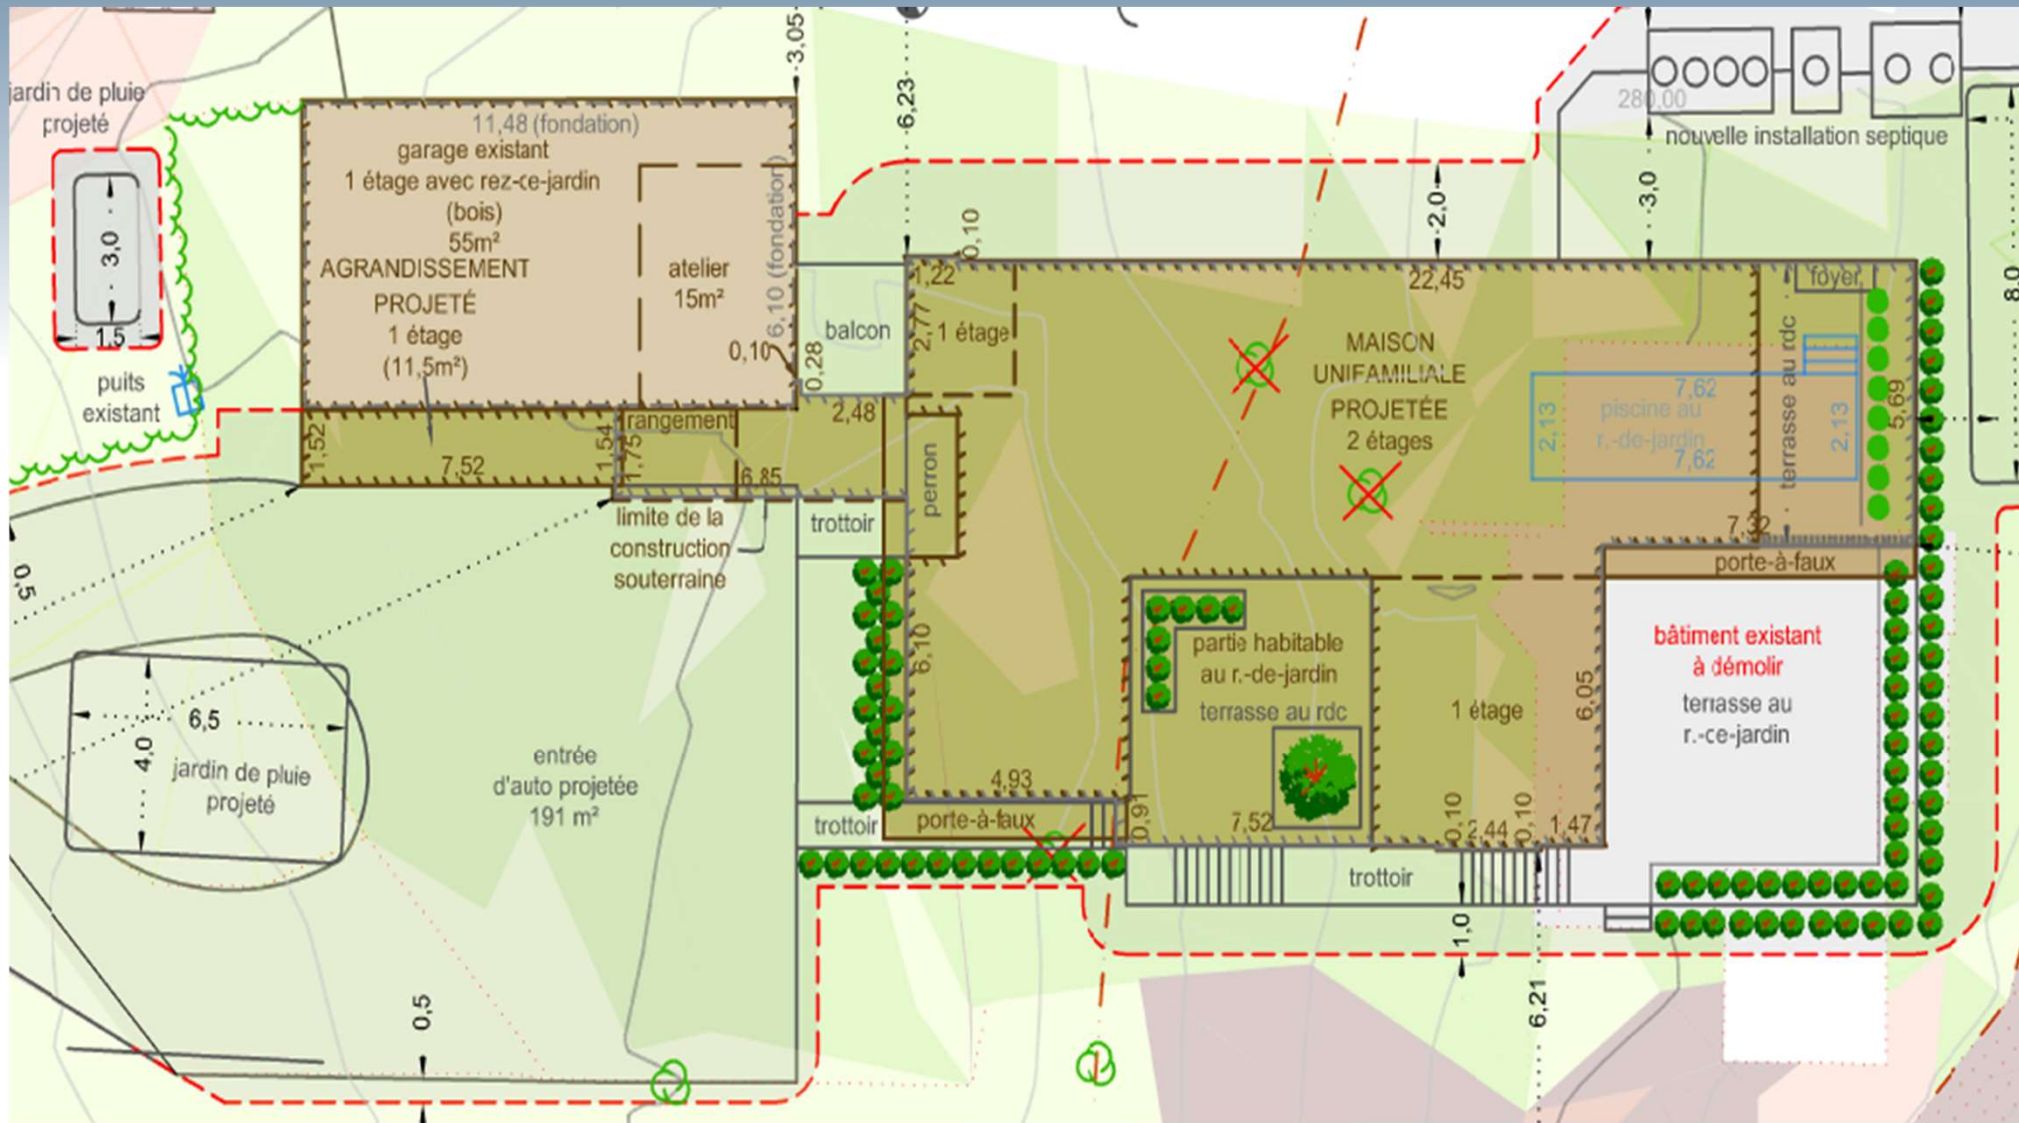 3,05
280,00
nouvelle installation septique
jardin de pluie
projeté
3,0
1,5
puits
existant
11,48 (fondation)
garage existant
1 étage avec rez-ce-jardin
(bois)
55m²
AGRANDISSEMENT
PROJETÉ
1 étage
(11,5m²)
atelier
15m²
6,10 (fondation)
0,10
0,28
6,23
0,10
balcon
2,48
1,22
2,77
1 étage
22,45
2,0
3,0
8,0
foyer
MAISON
UNIFAMILIALE
PROJETÉE
2 étages
terrasse au rdc
7,62
piscine au
r.-de-jardin
7,62
2,13
2,13
5,69
1,52
7,52
1,54
1,75
rangement
6,85
perron
limite de la
construction
souterraine
trottoir
7,32
porte-à-faux
0,5
6,10
partie habitable
au r.-de-jardin
terrasse au rdc
1 étage
6,05
bâtiment existant
à démolir
terrasse au
r.-ce-jardin
6,5
4,0
jardin de pluie
projeté
entrée
d'auto projetée
191 m²
4,93
trottoir
porte-à-faux
0,91
7,52
0,10
2,44
0,10
1,47
trottoir
1,0
6,21
0,5